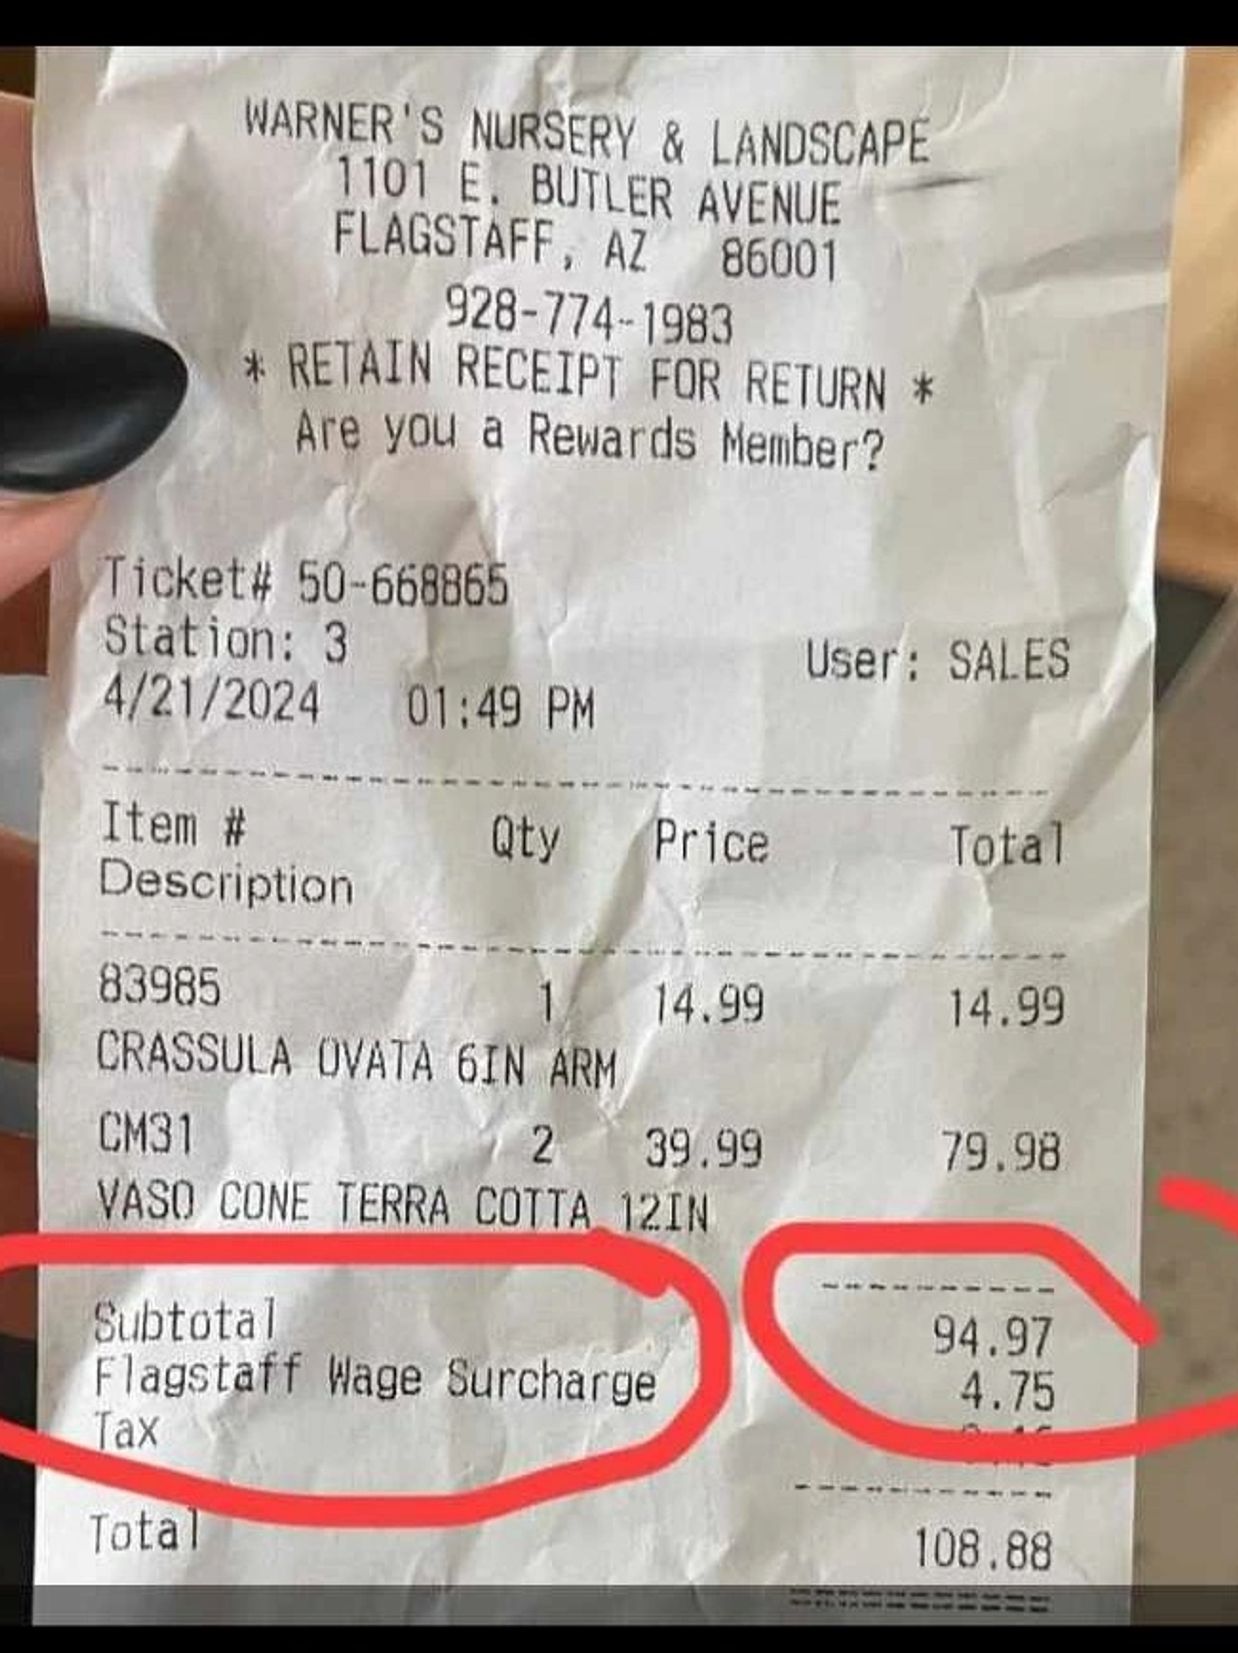 WARNER'S NURSERY & LANDSCAPE
1101 E. BUTLER AVENUE
FLAGSTAFF, AZ 86001
928-774-1983
* RETAIN RECEIPT FOR RETURN *
Are you a Rewards Member?
Ticket# 50-668865
Station: 3 User: SALES
4/21/2024 01:49 PM
Item # Qty Price Total
Description
83985 1 14.99 14.99
CRASSULA OVATA 6IN ARM
CM31 2 39.99 79.98
VASO CONE TERRA COTTA 12IN
Subtotal 94.97
Flagstaff Wage Surcharge 4.75
Tax
Total 108.88